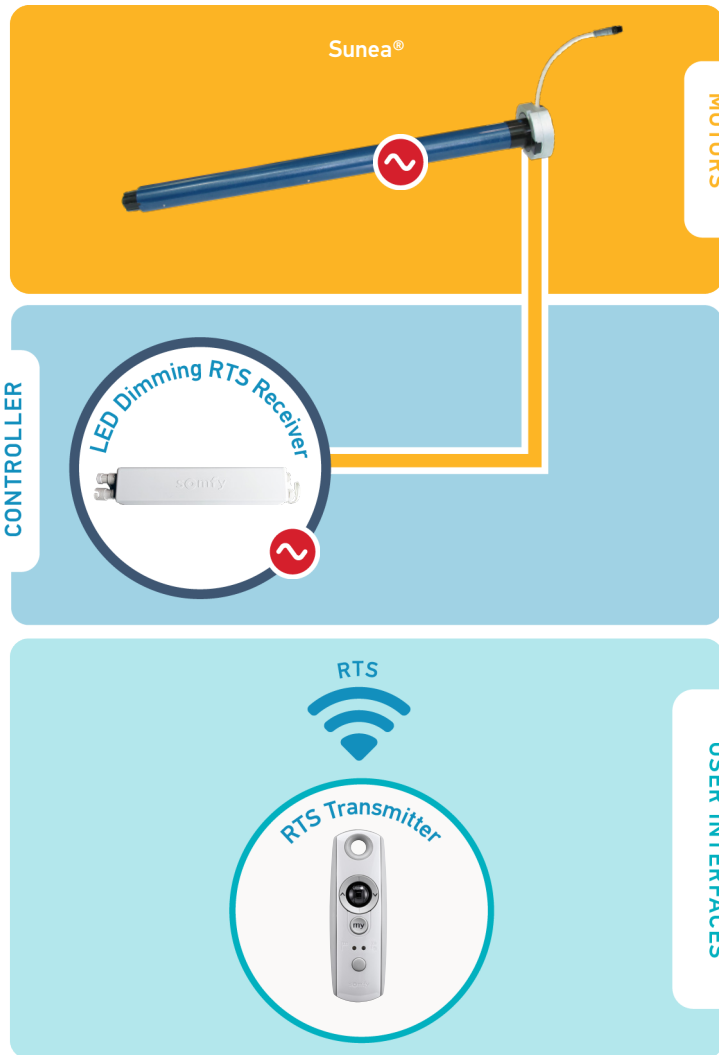 Sunea®
MOTORS
LED Dimming RTS Receiver
somfy
CONTROLLER
RTS
RTS Transmitter
my
USER INTERFACES